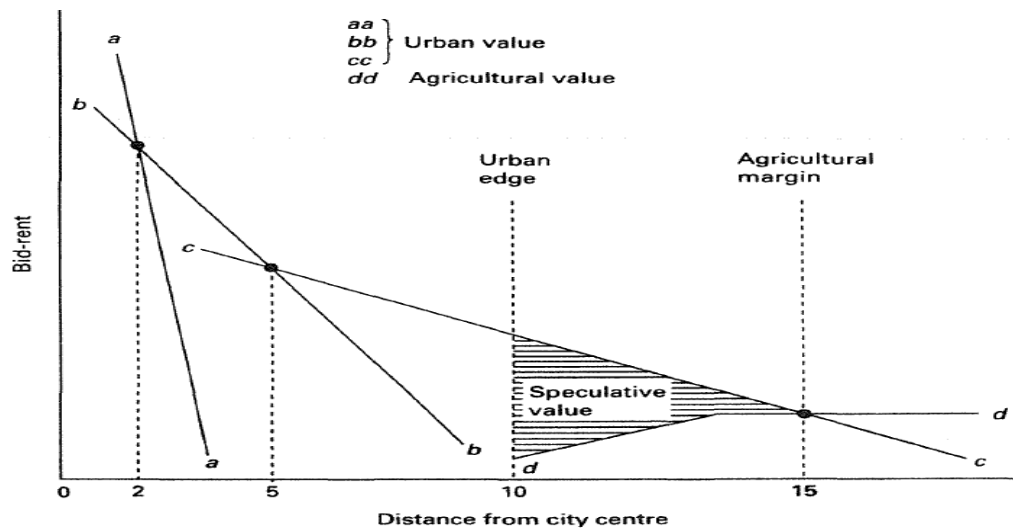 aa
bb Urban value
cc
dd Agricultural value
a
b
Urban edge
Agricultural margin
c
Bid-rent
Speculative value
d
d
c
b
a
0 2 5 10 15
Distance from city centre